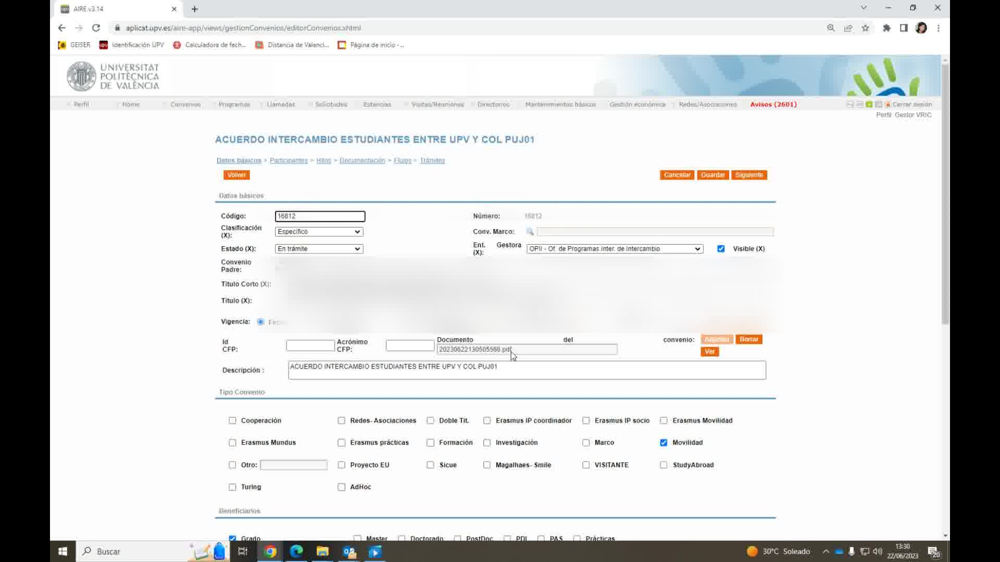 AIRE v3.14
aplicat.upv.es/aire-app/views/gestionConvenios/editorConvenios.xhtml
GEISER Identificación UPV Calculadora de fech... Distancia de Valenci... Página de inicio -...
UNIVERSITAT
POLITÈCNICA
DE VALÈNCIA
Perfil Home Convenios Programas Llamadas Solicitudes Estancias Visitas/Reuniones Directorios Mantenimientos básicos Gestión económica Redes/Asociaciones Avisos (2601) Cerrar sesión
Perfil: Gestor VRIC
ACUERDO INTERCAMBIO ESTUDIANTES ENTRE UPV Y COL PUJ01
Datos básicos > Participantes > Hitos > Documentación > Flujos > Trámites
Volver Cancelar Guardar Siguiente
Datos básicos
Código: 16812 Número: 16812
Clasificación (X): Específico Conv. Marco:
Estado (X): En trámite Ent. Gestora (X): OPII - Of. de Programas Inter. de Intercambio Visible (X)
Convenio Padre:
Título Corto (X):
Título (X):
Vigencia:
Id CFP: Acrónimo CFP: Documento del convenio: 20230622130505566.pdf Adjuntar Borrar
Ver
Descripción : ACUERDO INTERCAMBIO ESTUDIANTES ENTRE UPV Y COL PUJ01
Tipo Convenio
Cooperación Redes- Asociaciones Doble Tit. Erasmus IP coordinador Erasmus IP socio Erasmus Movilidad
Erasmus Mundus Erasmus prácticas Formación Investigación Marco Movilidad
Otro: Proyecto EU Sicue Magalhaes- Smile VISITANTE StudyAbroad
Turing AdHoc
Beneficiarios
Grado Master Doctorado PostDoc PDI PAS Prácticas
Buscar 30°C Soleado 13:30
22/06/2023 20